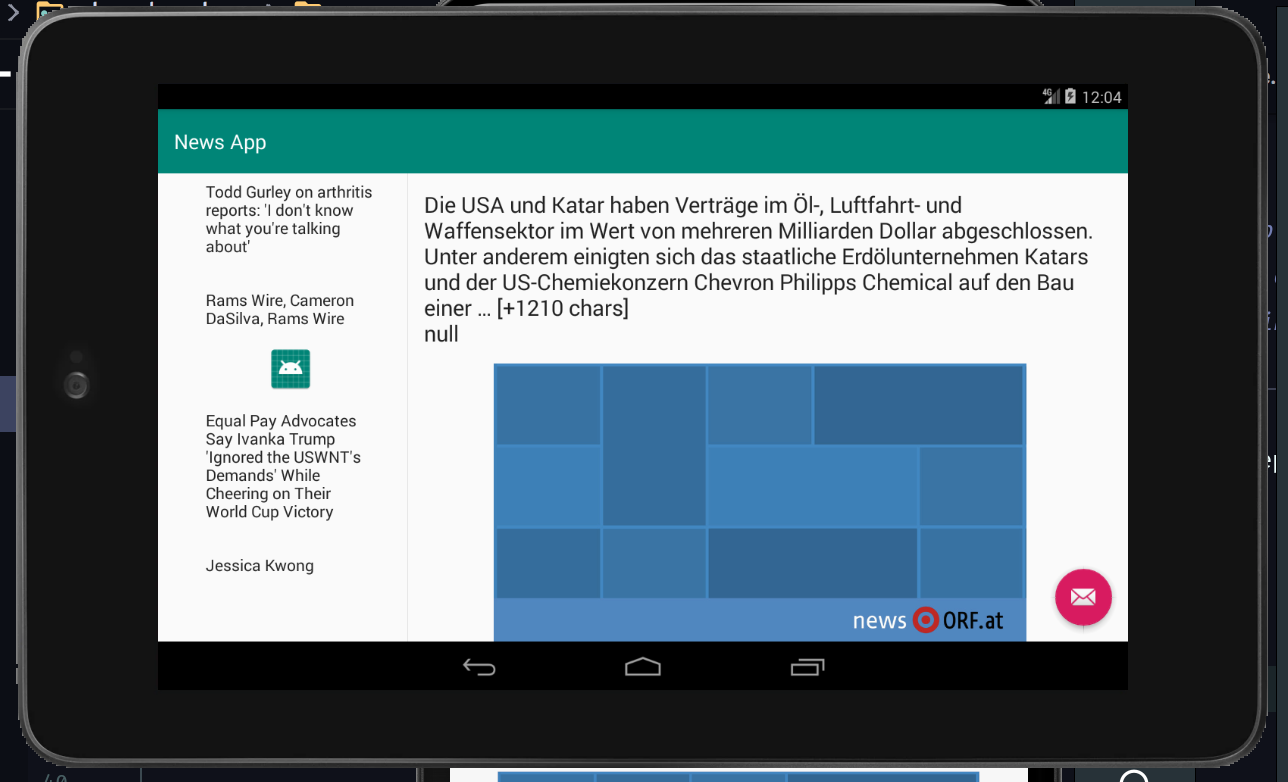 4G 12:04
News App
Todd Gurley on arthritis
reports: 'I don't know
what you're talking
about'
Rams Wire, Cameron
DaSilva, Rams Wire
Equal Pay Advocates
Say Ivanka Trump
'Ignored the USWNT's
Demands' While
Cheering on Their
World Cup Victory
Jessica Kwong
Die USA und Katar haben Verträge im Öl-, Luftfahrt- und
Waffensektor im Wert von mehreren Milliarden Dollar abgeschlossen.
Unter anderem einigten sich das staatliche Erdölunternehmen Katars
und der US-Chemiekonzern Chevron Philipps Chemical auf den Bau
einer … [+1210 chars]
null
news ORF.at